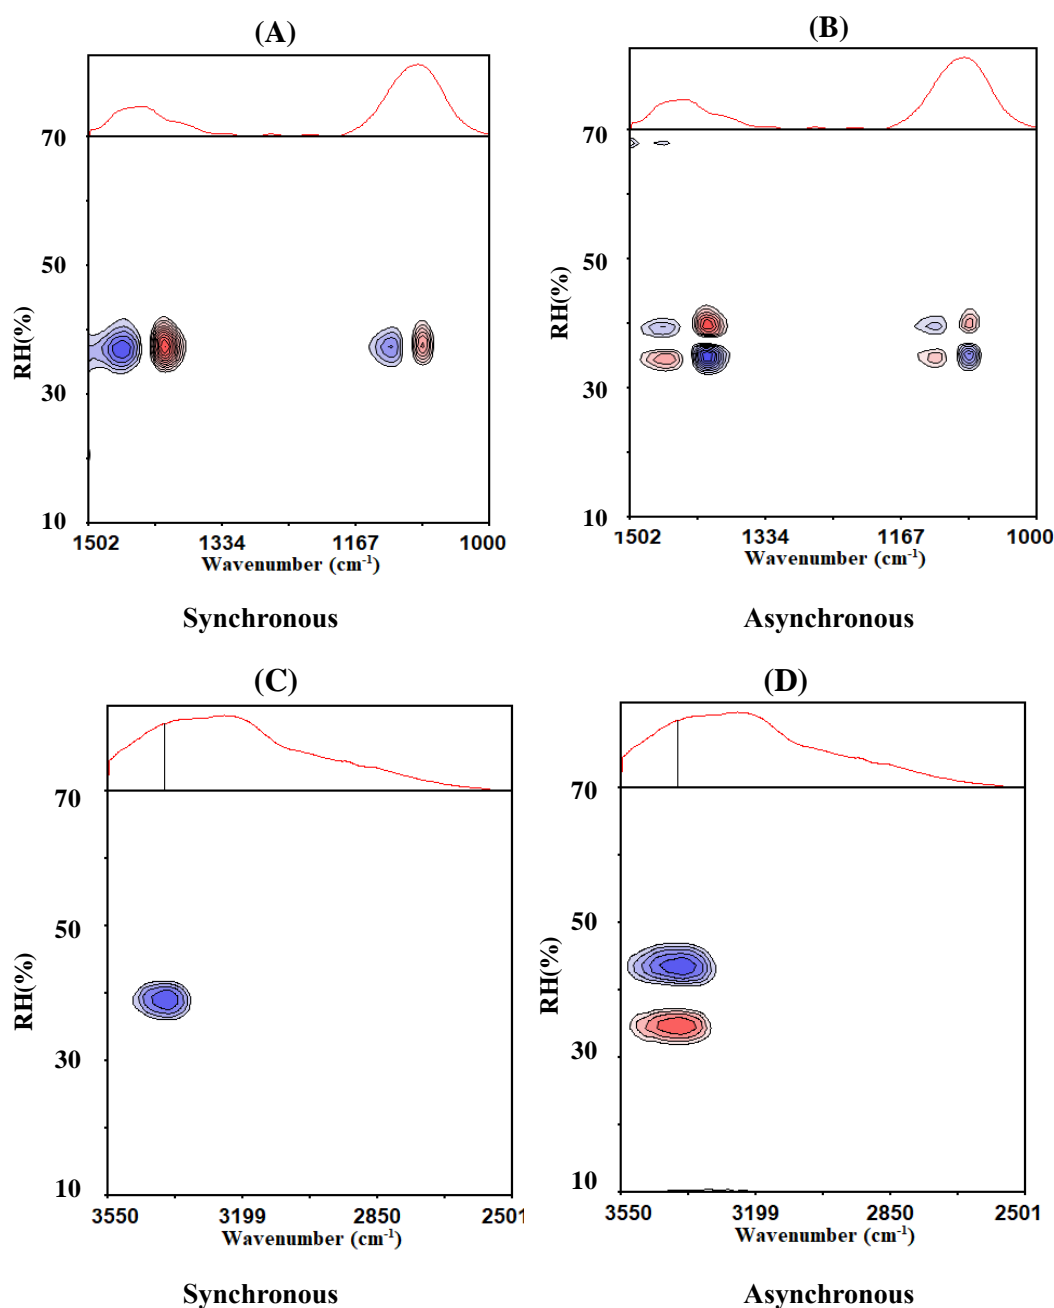 (A)
70
50
30
10
RH(%)
1502 1334 1167 1000
Wavenumber (cm-1)
Synchronous
(B)
70
50
30
10
RH(%)
1502 1334 1167 1000
Wavenumber (cm-1)
Asynchronous
(C)
70
50
30
10
RH(%)
3550 3199 2850 2501
Wavenumber (cm-1)
Synchronous
(D)
70
50
30
10
RH(%)
3550 3199 2850 2501
Wavenumber (cm-1)
Asynchronous